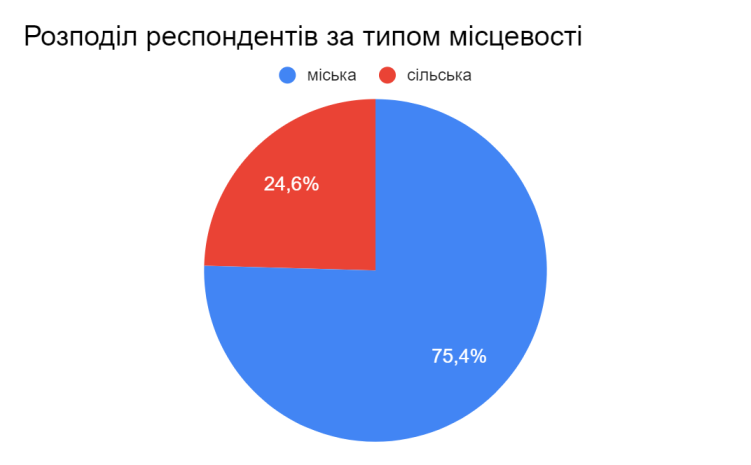 Розподіл респондентів за типом місцевості
міська сільська
24,6%
75,4%